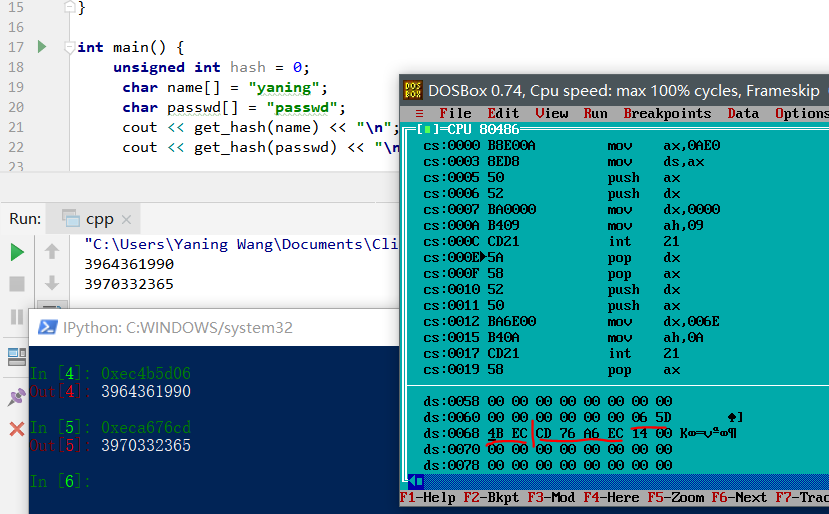 15 }
16
17 int main() {
18 unsigned int hash = 0;
19 char name[] = "yaning";
20 char passwd[] = "passwd";
21 cout << get_hash(name) << "\n";
22 cout << get_hash(passwd) << "\n
23
Run: cpp ×
"C:\Users\Yaning Wang\Documents\Cli
3964361990
3970332365
IPython: C:WINDOWS/system32
In [4]: 0xec4b5d06
Out[4]: 3964361990
In [5]: 0xeca676cd
Out[5]: 3970332365
In [6]:
DOS BOX DOSBox 0.74, Cpu speed: max 100% cycles, Frameskip
≡ File Edit View Run Breakpoints Data Options
[■]=CPU 80486
cs:0000 B8E00A mov ax,0AE0
cs:0003 8ED8 mov ds,ax
cs:0005 50 push ax
cs:0006 52 push dx
cs:0007 BA0000 mov dx,0000
cs:000A B409 mov ah,09
cs:000C CD21 int 21
cs:000E►5A pop dx
cs:000F 58 pop ax
cs:0010 52 push dx
cs:0011 50 push ax
cs:0012 BA6E00 mov dx,006E
cs:0015 B40A mov ah,0A
cs:0017 CD21 int 21
cs:0019 58 pop ax
ds:0058 00 00 00 00 00 00 00 00
ds:0060 00 00 00 00 00 00 06 5D ♠]
ds:0068 4B EC CD 76 A6 EC 14 00 K∞═vª∞¶
ds:0070 00 00 00 00 00 00 00 00
ds:0078 00 00 00 00 00 00 00 00
F1-Help F2-Bkpt F3-Mod F4-Here F5-Zoom F6-Next F7-Trac